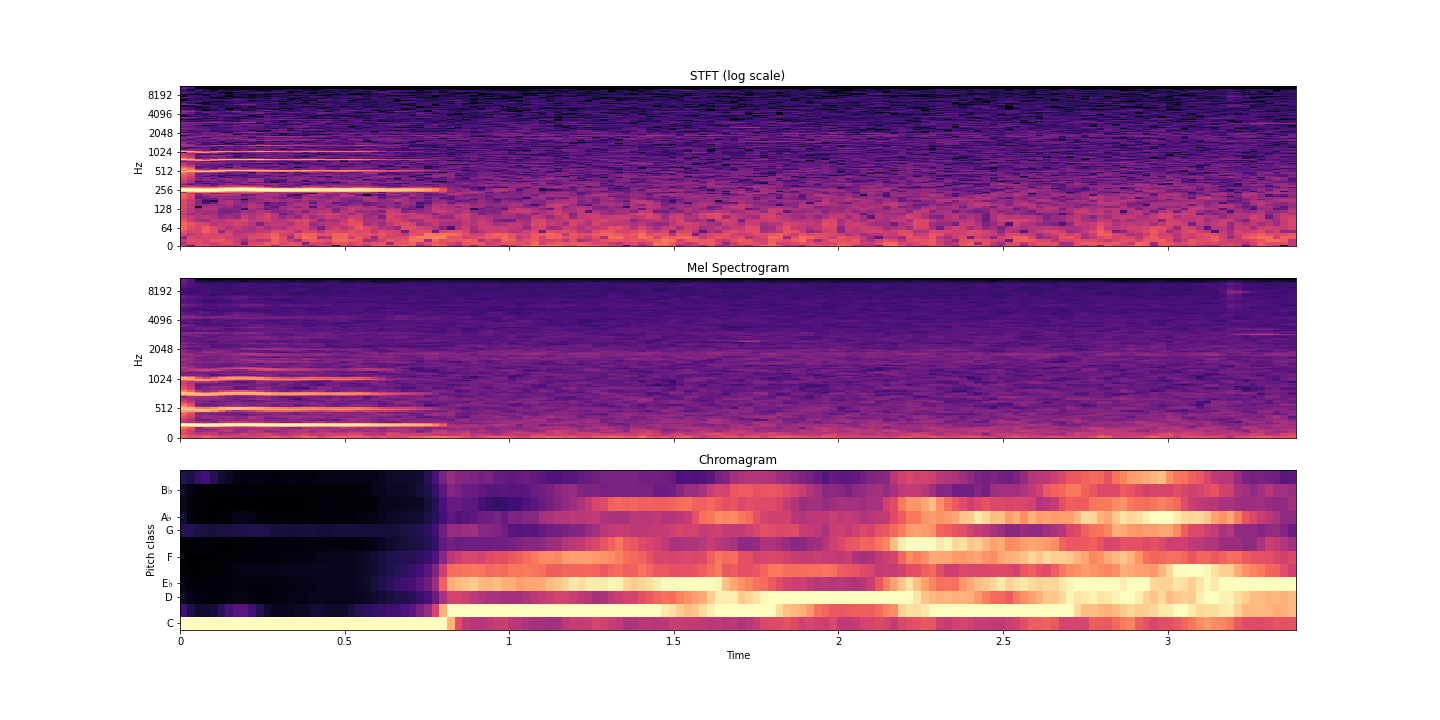 STFT (log scale)
8192
4096
2048
1024
512
256
128
64
0
Hz
Mel Spectrogram
8192
4096
2048
1024
512
0
Hz
Chromagram
B♭
A♭
G
F
E♭
D
C
Pitch class
0 0.5 1 1.5 2 2.5 3
Time